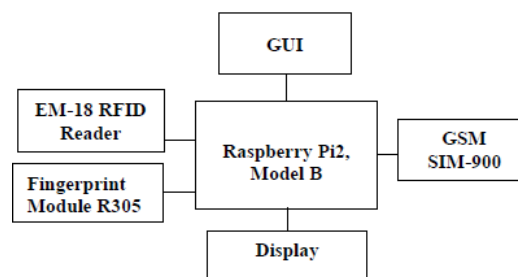 GUI
EM-18 RFID
Reader
Raspberry Pi2,
Model B
GSM
SIM-900
Fingerprint
Module R305
Display